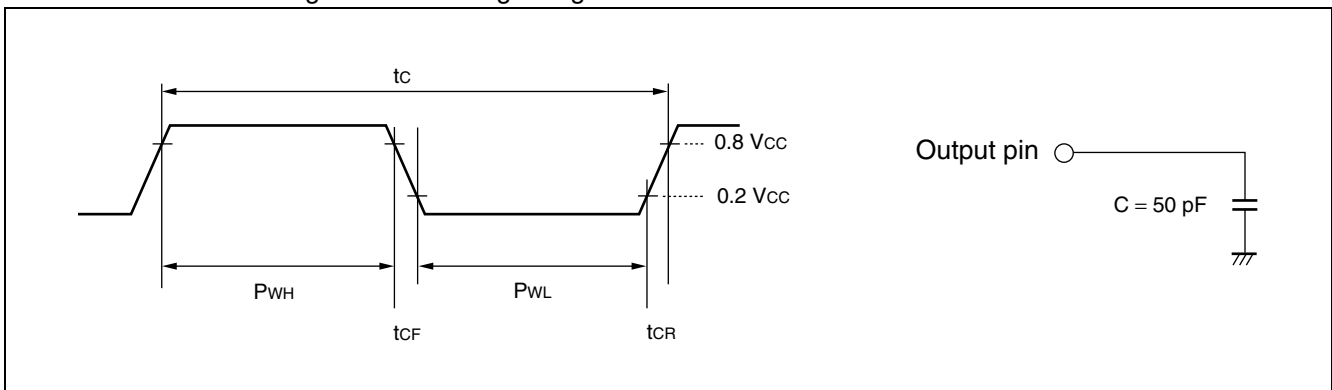 tC
0.8 VCC
0.2 VCC
PWH
PWL
tCF
tCR
Output pin
C = 50 pF